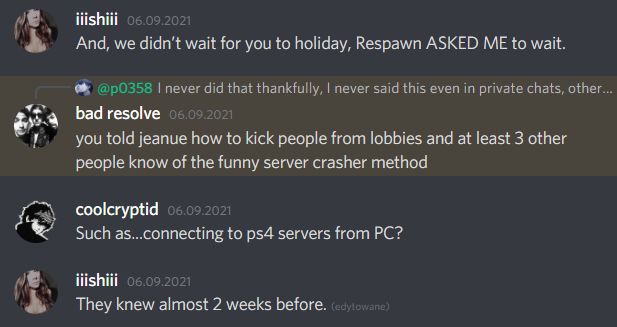 iiishiii 06.09.2021
And, we didn't wait for you to holiday, Respawn ASKED ME to wait.
@p0358 I never did that thankfully, I never said this even in private chats, other...
bad resolve 06.09.2021
you told jeanue how to kick people from lobbies and at least 3 other
people know of the funny server crasher method
coolcryptid 06.09.2021
Such as...connecting to ps4 servers from PC?
iiishiii 06.09.2021
They knew almost 2 weeks before. (edytowane)